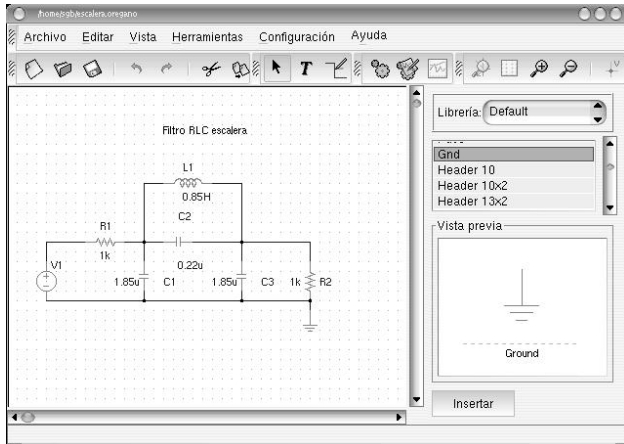 /home/sgb/escalera.oregano
Archivo Editar Vista Herramientas Configuración Ayuda
Librería: Default
Gnd
Header 10
Header 10x2
Header 13x2
Vista previa
Ground
Insertar
Filtro RLC escalera
L1
0.85H
C2
R1
1k
0.22u
V1
1.85u C1 1.85u C3 1k R2